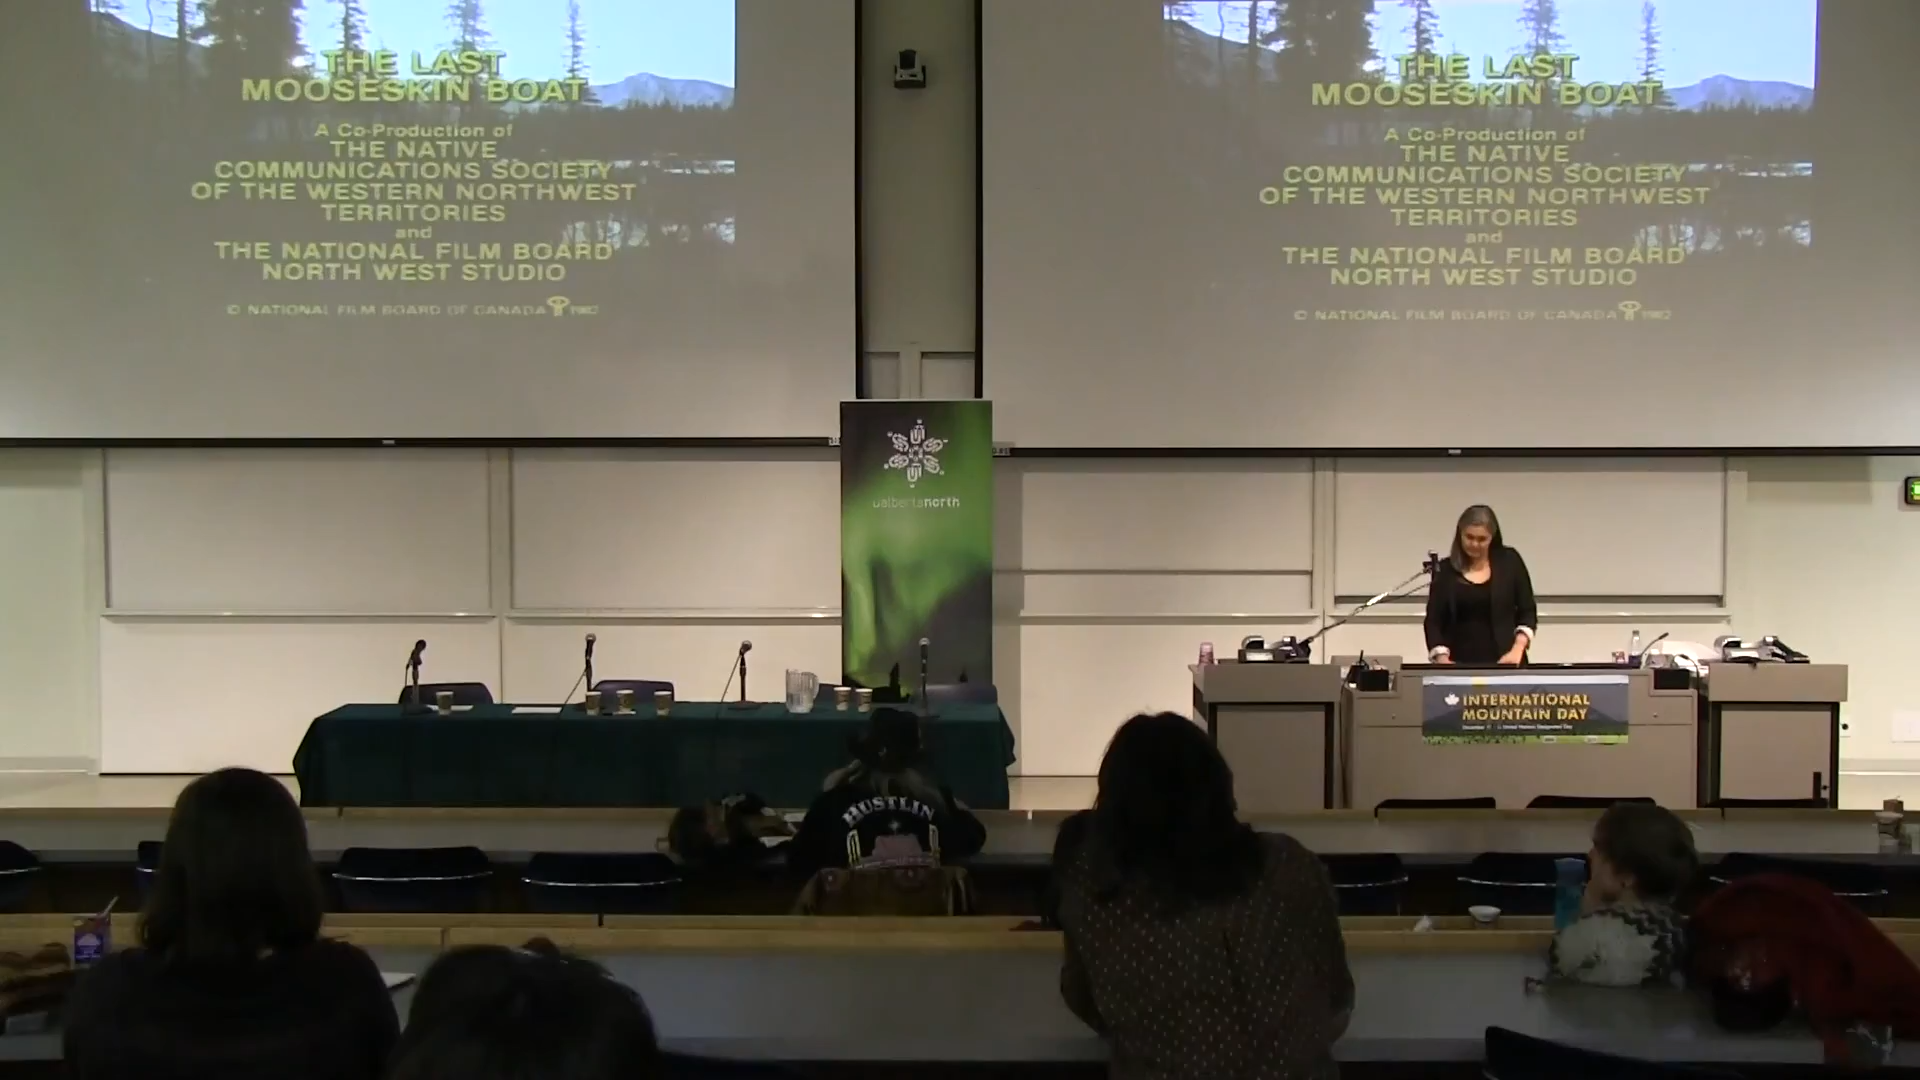 THE LAST
MOOSESKIN BOAT
A Co-Production of
THE NATIVE
COMMUNICATIONS SOCIETY
OF THE WESTERN NORTHWEST
TERRITORIES
and
THE NATIONAL FILM BOARD
NORTH WEST STUDIO
© NATIONAL FILM BOARD OF CANADA 1982
THE LAST
MOOSESKIN BOAT
A Co-Production of
THE NATIVE
COMMUNICATIONS SOCIETY
OF THE WESTERN NORTHWEST
TERRITORIES
and
THE NATIONAL FILM BOARD
NORTH WEST STUDIO
© NATIONAL FILM BOARD OF CANADA 1982
ualbertanorth
INTERNATIONAL
MOUNTAIN DAY
HUSTLIN